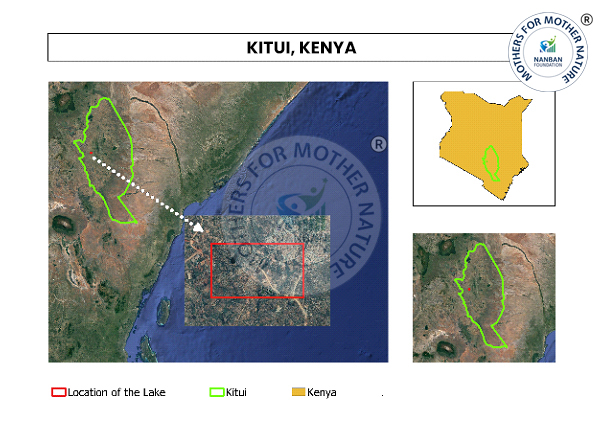 KITUI, KENYA
MOTHERS FOR MOTHER NATURE
NANBAN
FOUNDATION
®
MOTHERS FOR MOTHER NATURE
®
Location of the Lake
Kitui
Kenya
.